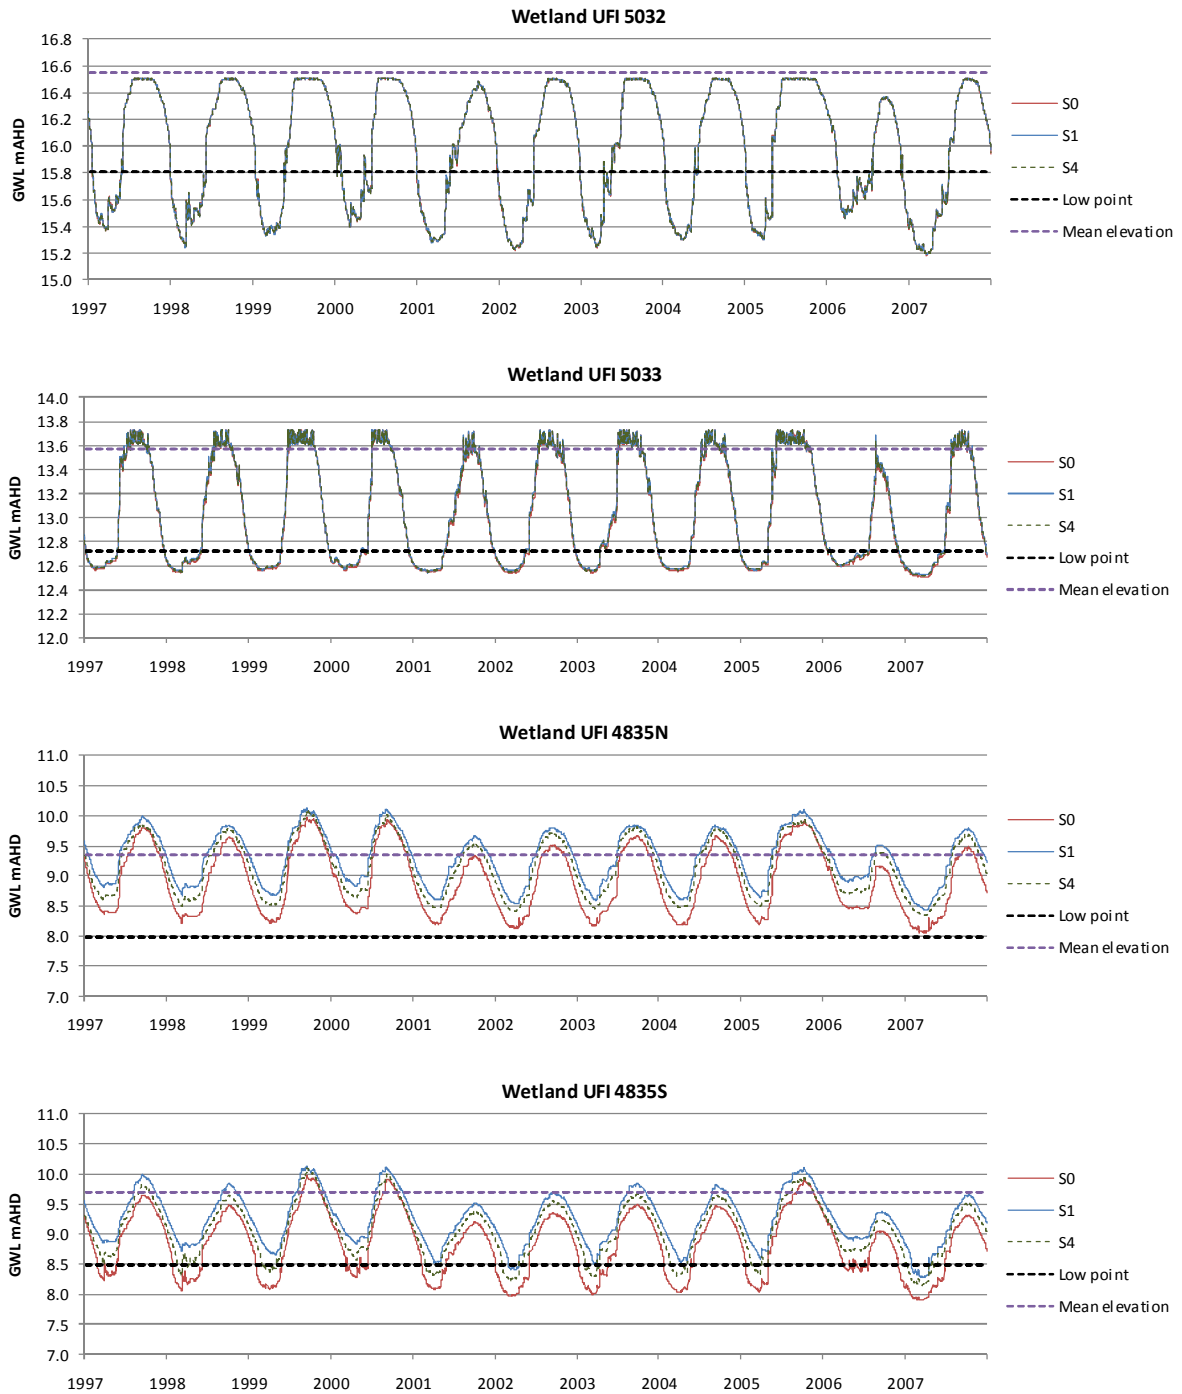 Wetland UFI 5032
GWL mAHD
16.8
16.6
16.4
16.2
16.0
15.8
15.6
15.4
15.2
15.0
1997 1998 1999 2000 2001 2002 2003 2004 2005 2006 2007
S0
S1
S4
Low point
Mean elevation
Wetland UFI 5033
GWL mAHD
14.0
13.8
13.6
13.4
13.2
13.0
12.8
12.6
12.4
12.2
12.0
1997 1998 1999 2000 2001 2002 2003 2004 2005 2006 2007
S0
S1
S4
Low point
Mean elevation
Wetland UFI 4835N
GWL mAHD
11.0
10.5
10.0
9.5
9.0
8.5
8.0
7.5
7.0
1997 1998 1999 2000 2001 2002 2003 2004 2005 2006 2007
S0
S1
S4
Low point
Mean elevation
Wetland UFI 4835S
GWL mAHD
11.0
10.5
10.0
9.5
9.0
8.5
8.0
7.5
7.0
1997 1998 1999 2000 2001 2002 2003 2004 2005 2006 2007
S0
S1
S4
Low point
Mean elevation